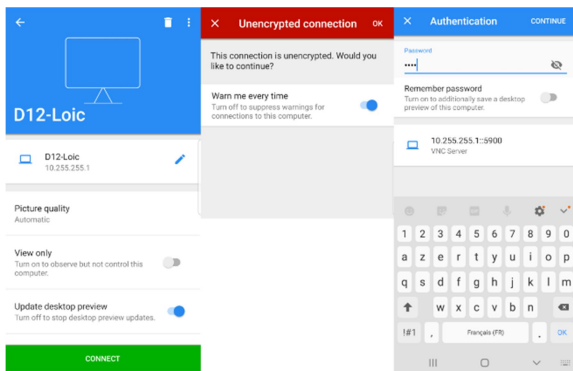 D12-Loic
D12-Loic
10.255.255.1
Picture quality
Automatic
View only
Turn on to observe but not control this
computer.
Update desktop preview
Turn off to stop desktop preview updates.
CONNECT
Unencrypted connection OK
This connection is unencrypted. Would you
like to continue?
Warn me every time
Turn off to suppress warnings for
connections to this computer.
Authentication CONTINUE
Password
••••
Remember password
Turn on to additionally save a desktop
preview of this computer.
10.255.255.1::5900
VNC Server
1 2 3 4 5 6 7 8 9 0
a z e r t y u i o p
q s d f g h j k l m
w x c v b n
!#1 , Français (FR) . OK